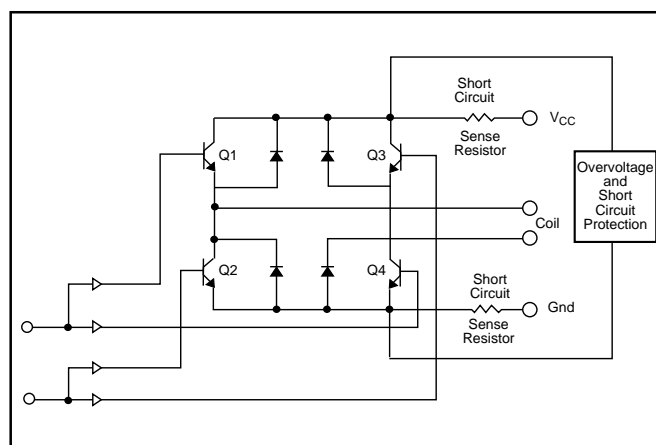 Short
Circuit
V_CC
Sense
Resistor
Q1
Q3
Overvoltage
and
Short
Circuit
Protection
Coil
Q2
Q4
Short
Circuit
Gnd
Sense
Resistor